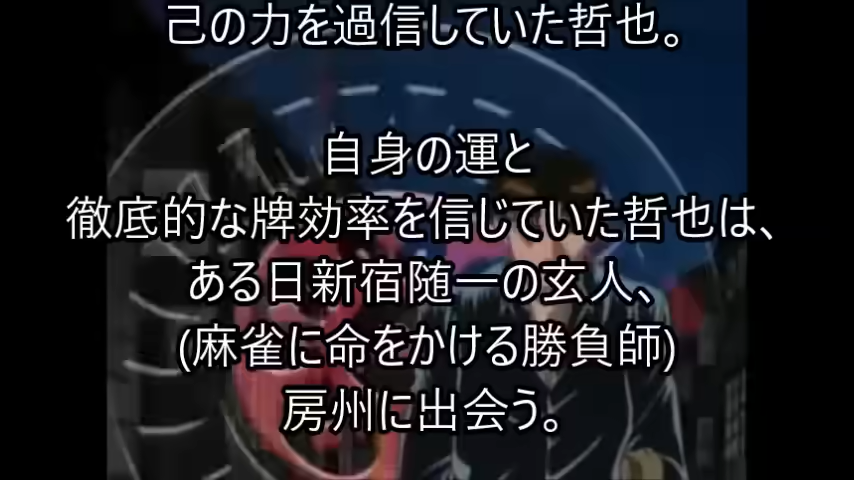 己の力を過信していた哲也。
自身の運と
徹底的な牌効率を信じていた哲也は、
ある日新宿随一の玄人、
(麻雀に命をかける勝負師)
房州に出会う。